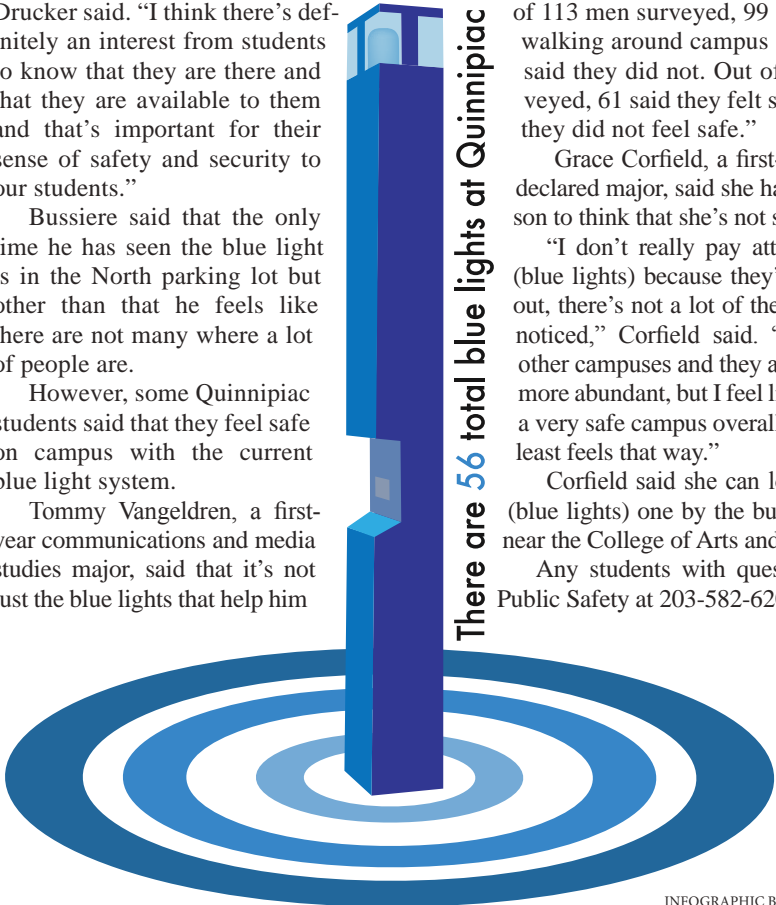 Drucker said. “I think there’s def-
nitely an interest from students
o know that they are there and
hat they are available to them
and that’s important for their
sense of safety and security to
our students.”
Bussiere said that the only
ime he has seen the blue light
s in the North parking lot but
other than that he feels like
here are not many where a lot
of people are.
However, some Quinnipiac
students said that they feel safe
on campus with the current
blue light system.
Tommy Vangeldren, a first-
year communications and media
studies major, said that it’s not
ust the blue lights that help him
There are 56 total blue lights at Quinnipiac
of 113 men surveyed, 99
walking around campus
said they did not. Out of
veyed, 61 said they felt s
they did not feel safe.”
Grace Corfield, a first-
declared major, said she ha
son to think that she’s not s
“I don’t really pay att
(blue lights) because they’
out, there’s not a lot of the
noticed,” Corfield said. “
other campuses and they a
more abundant, but I feel li
a very safe campus overall
least feels that way.”
Corfield said she can l
(blue lights) one by the bu
near the College of Arts and
Any students with ques
Public Safety at 203-582-620
INFOGRAPHIC B